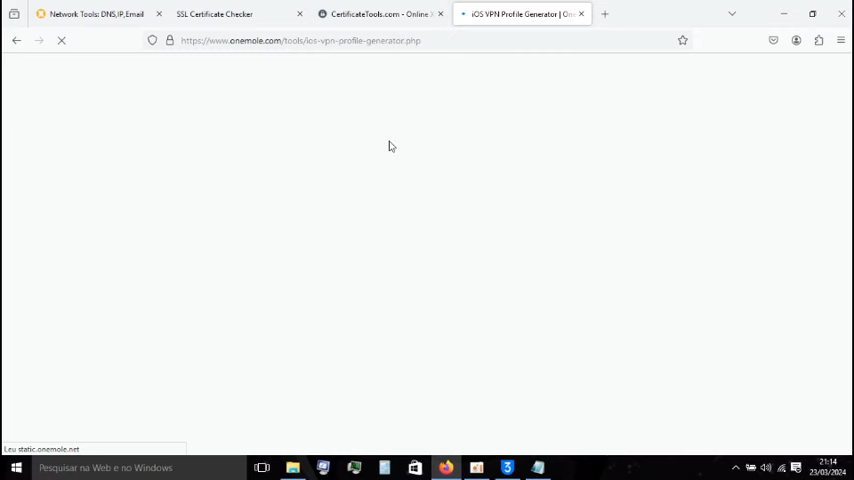 Network Tools: DNS,IP,Email
SSL Certificate Checker
CertificateTools.com - Online X
iOS VPN Profile Generator | One
https://www.onemole.com/tools/ios-vpn-profile-generator.php
Leu static.onemole.net
Pesquisar na Web e no Windows
21:14
23/03/2024